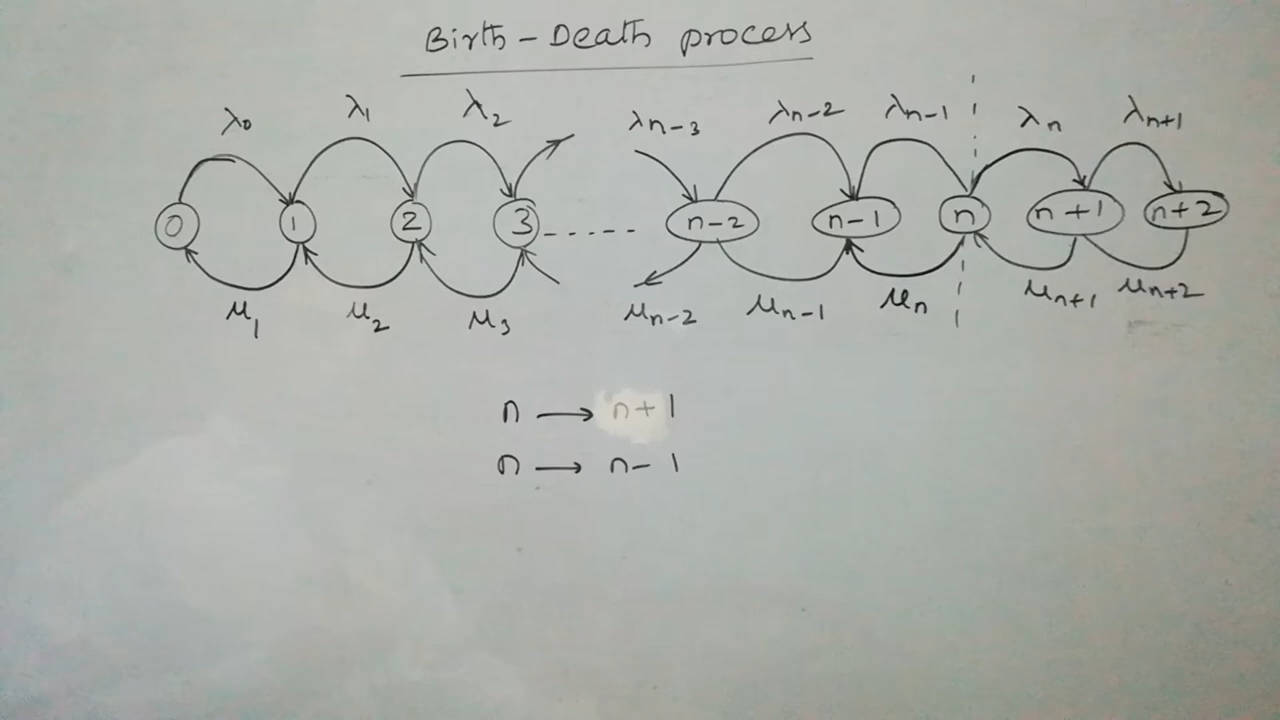 Birth - Death process
λ0 λ1 λ2 λn-3 λn-2 λn-1 λn λn+1
0 1 2 3 ----- n-2 n-1 n n+1 n+2
μ1 μ2 μ3 μn-2 μn-1 μn μn+1 μn+2
n → n+1
n → n-1